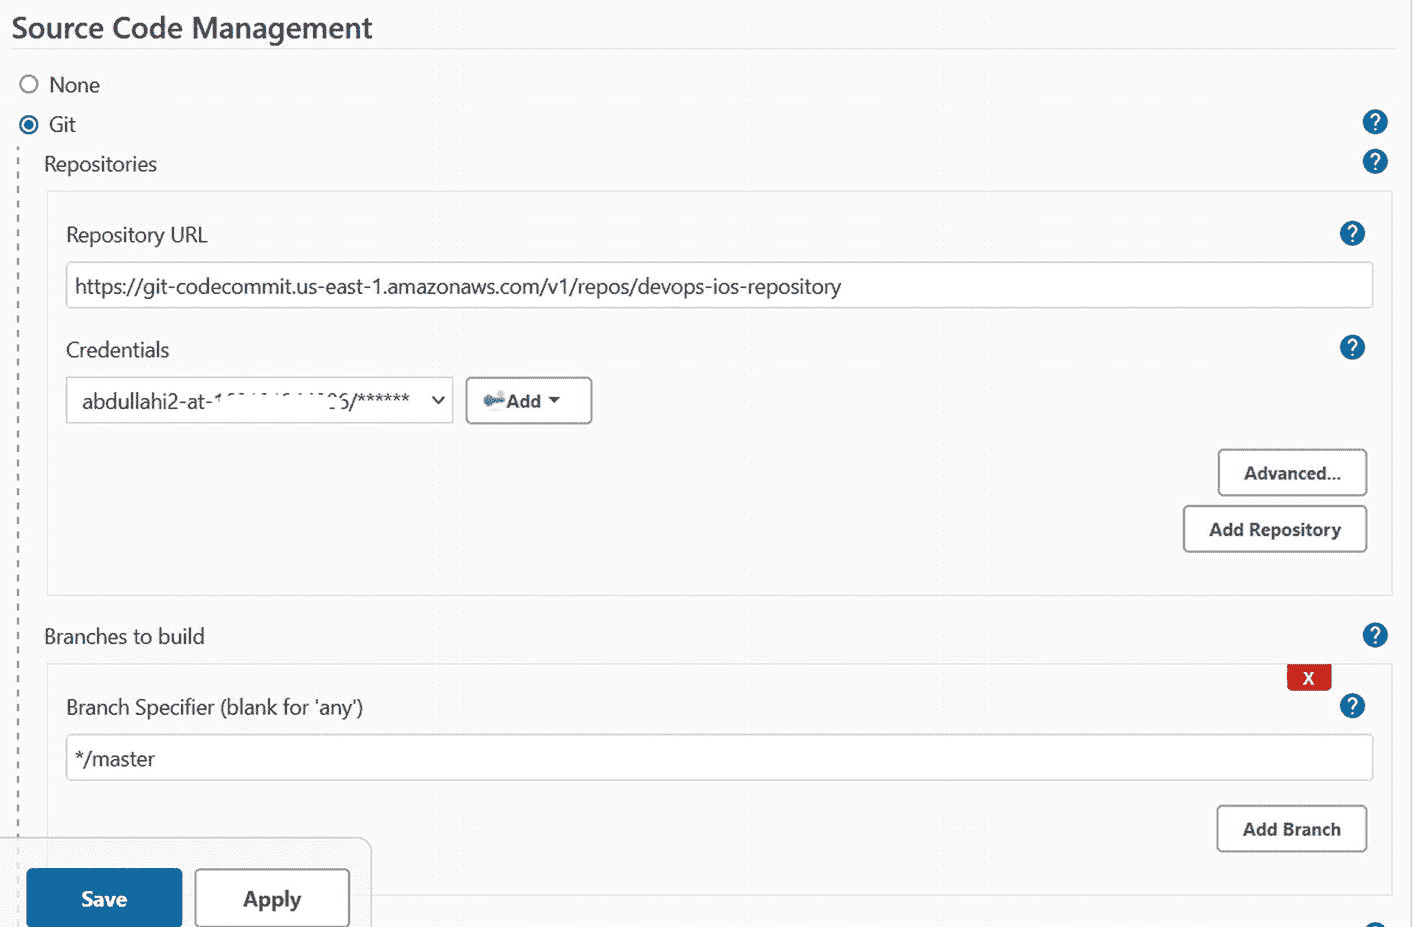 Source Code Management
None
Git
?
Repositories
?
Repository URL
?
https://git-codecommit.us-east-1.amazonaws.com/v1/repos/devops-ios-repository
Credentials
?
abdullahi2-at-
6/******
Add
Advanced...
Add Repository
Branches to build
?
X
Branch Specifier (blank for 'any')
?
*/master
Add Branch
Save
Apply